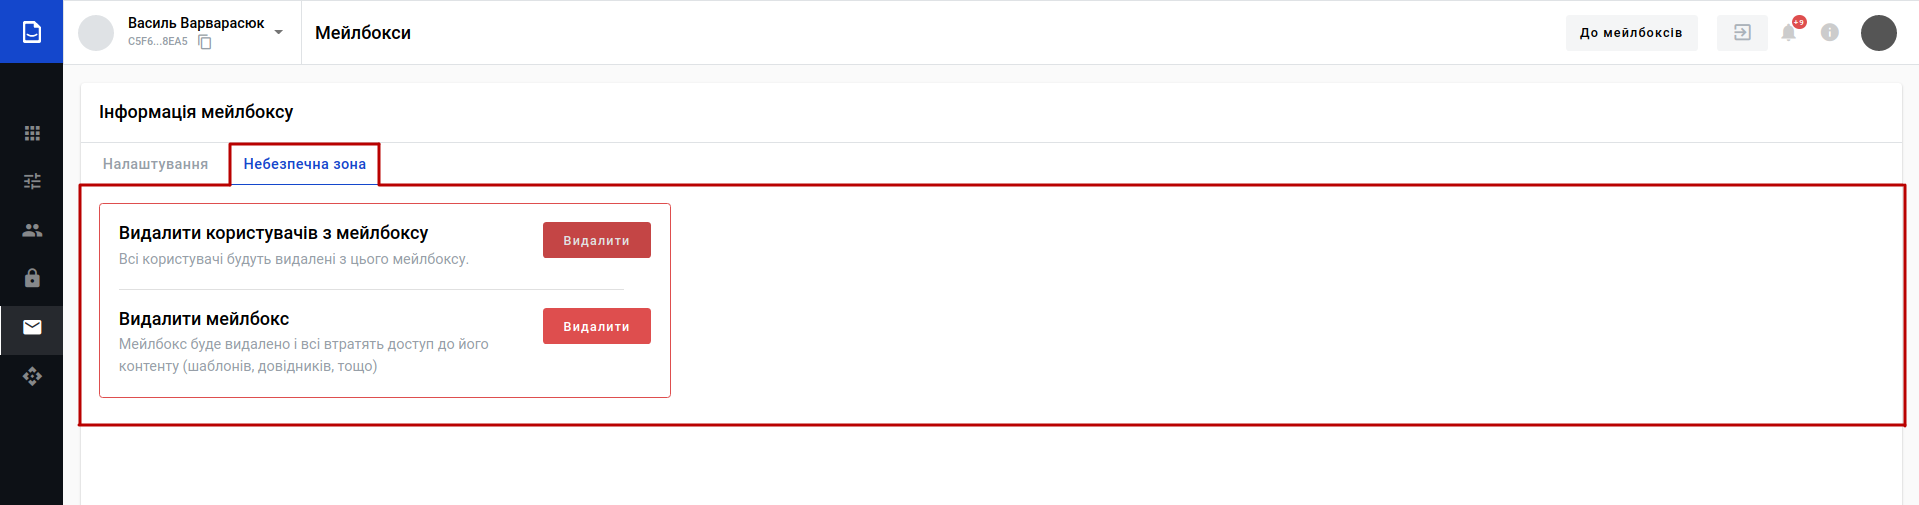 Василь Варварасюк
C5F6...8EA5
Мейлбокси
До мейлбоксів
+9
Інформація мейлбоксу
Налаштування
Небезпечна зона
Видалити користувачів з мейлбоксу
Видалити
Всі користувачі будуть видалені з цього мейлбоксу.
Видалити мейлбокс
Видалити
Мейлбокс буде видалено і всі втратять доступ до його
контенту (шаблонів, довідників, тощо)